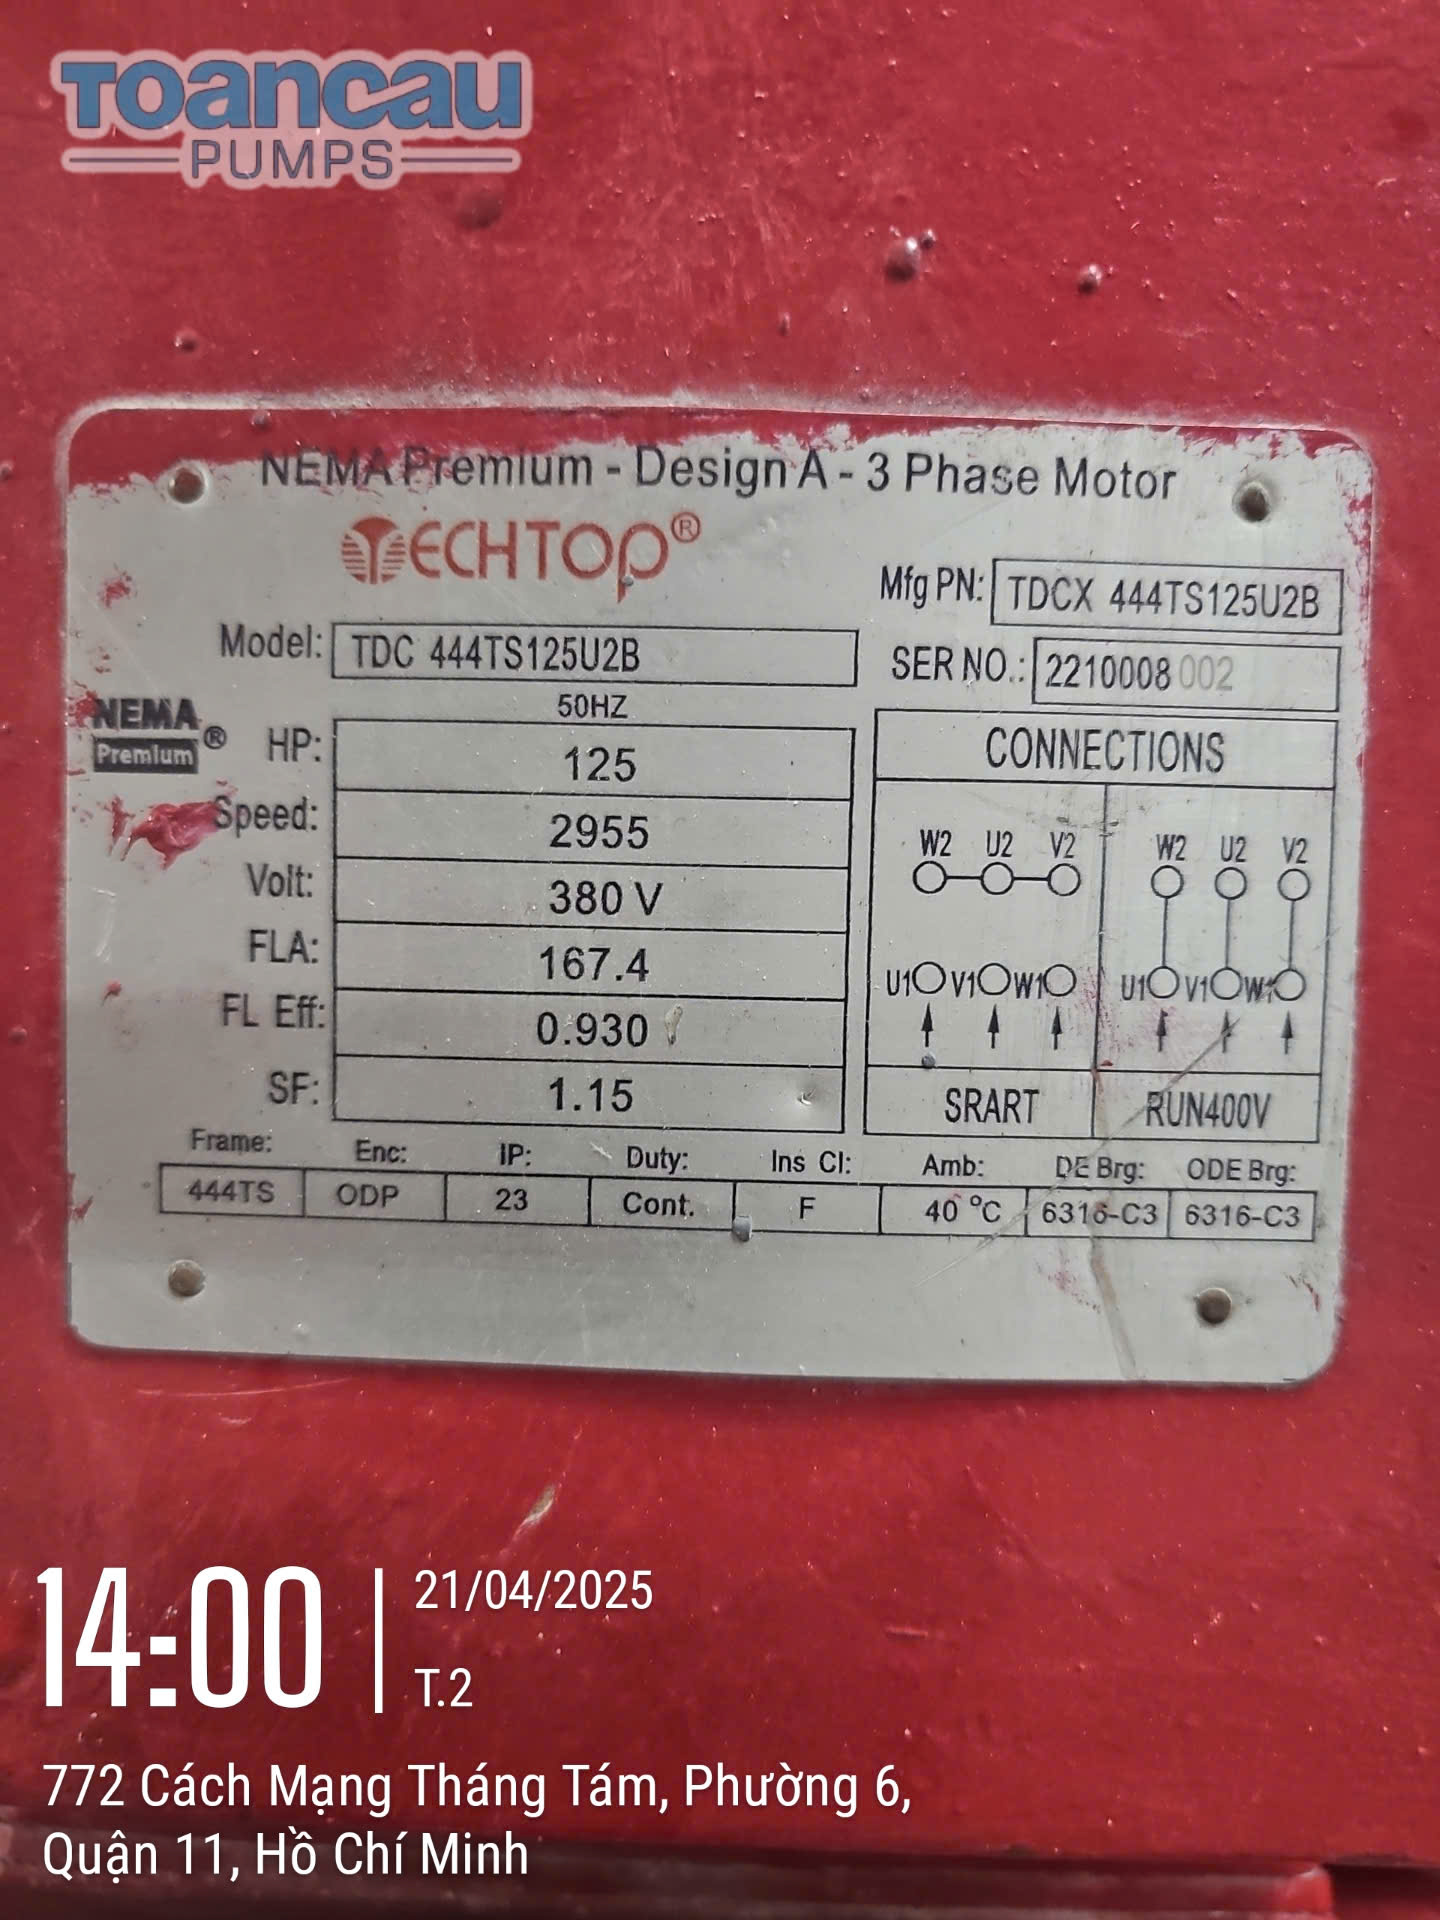 Toancau
PUMPS
NEMA Premium - Design A - 3 Phase Motor
TECHTOP®
Mfg PN: TDCX 444TS125U2B
Model: TDC 444TS125U2B
SER NO.: 2210008 002
50HZ
NEMA Premium®
HP: 125
Speed: 2955
Volt: 380 V
FLA: 167.4
FL Eff: 0.930
SF: 1.15
CONNECTIONS
W2 U2 V2 W2 U2 V2
U1 V1 W1 U1 V1 W1
SRART RUN400V
Frame: Enc: IP: Duty: Ins Cl: Amb: DE Brg: ODE Brg:
444TS ODP 23 Cont. F 40 °C 6316-C3 6316-C3
14:00
21/04/2025
T.2
772 Cách Mạng Tháng Tám, Phường 6,
Quận 11, Hồ Chí Minh